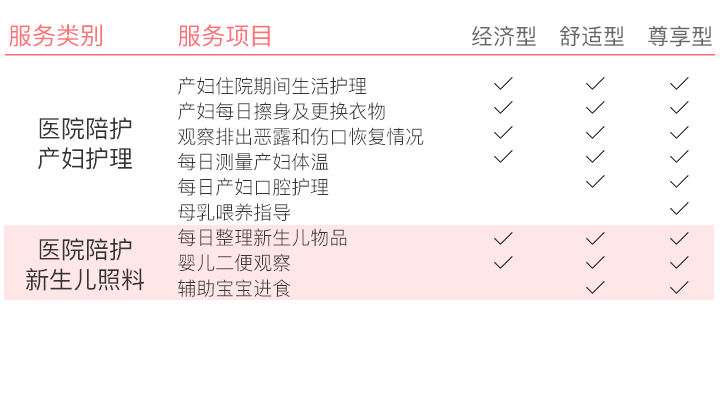 服务类别 服务项目 经济型 舒适型 尊享型
医院陪护
产妇护理
产妇住院期间生活护理 ✓ ✓ ✓
产妇每日擦身及更换衣物 ✓ ✓ ✓
观察排出恶露和伤口恢复情况 ✓ ✓ ✓
每日测量产妇体温 ✓ ✓ ✓
每日产妇口腔护理 ✓ ✓
母乳喂养指导 ✓
医院陪护
新生儿照料
每日整理新生儿物品 ✓ ✓ ✓
婴儿二便观察 ✓ ✓ ✓
辅助宝宝进食 ✓ ✓